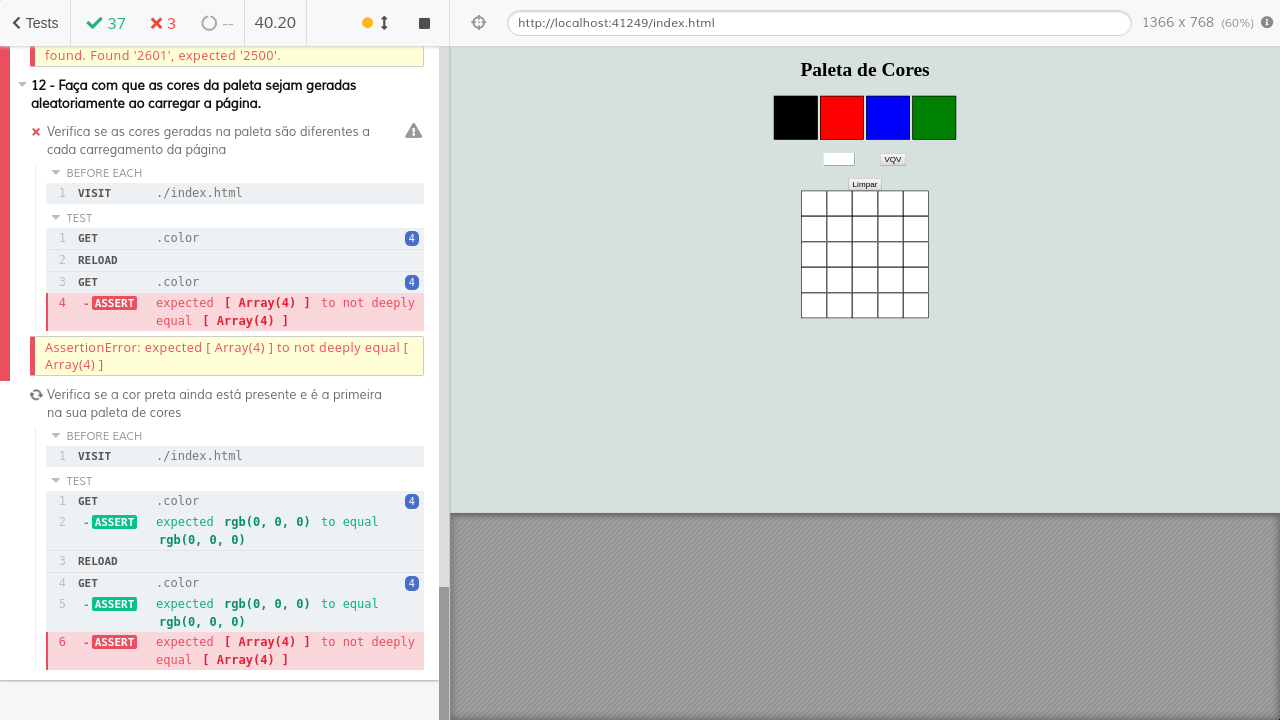 Tests
37
3
--
40.20
http://localhost:41249/index.html
1366 x 768 (60%)
found. Found '2601', expected '2500'.
12 - Faça com que as cores da paleta sejam geradas
aleatoriamente ao carregar a página.
Verifica se as cores geradas na paleta são diferentes a
cada carregamento da página
BEFORE EACH
1 VISIT ./index.html
TEST
1 GET .color 4
2 RELOAD
3 GET .color 4
4 -ASSERT expected [ Array(4) ] to not deeply
equal [ Array(4) ]
AssertionError: expected [ Array(4) ] to not deeply equal [
Array(4) ]
Verifica se a cor preta ainda está presente e é a primeira
na sua paleta de cores
BEFORE EACH
1 VISIT ./index.html
TEST
1 GET .color 4
2 -ASSERT expected rgb(0, 0, 0) to equal
rgb(0, 0, 0)
3 RELOAD
4 GET .color 4
5 -ASSERT expected rgb(0, 0, 0) to equal
rgb(0, 0, 0)
6 -ASSERT expected [ Array(4) ] to not deeply
equal [ Array(4) ]
Paleta de Cores
VQV
Limpar